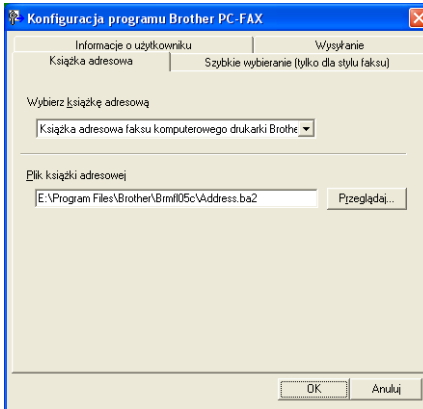 Konfiguracja programu Brother PC-FAX
Informacje o użytkowniku
Wysyłanie
Książka adresowa
Szybkie wybieranie (tylko dla stylu faksu)
Wybierz książkę adresową
Książka adresowa faksu komputerowego drukarki Brothe
Plik książki adresowej
E:\Program Files\Brother\Brmfl05c\Address.ba2
Przeglądaj...
OK
Anuluj